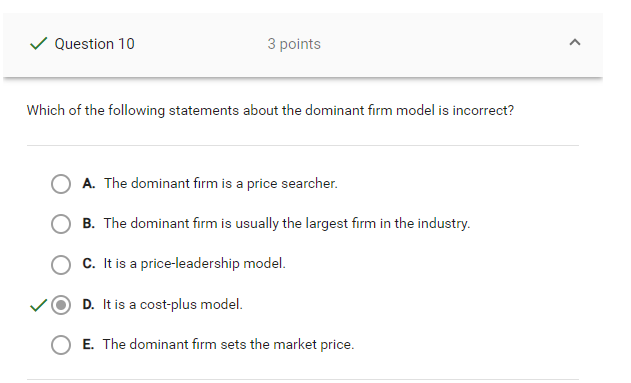 Question 10 3 points
Which of the following statements about the dominant firm model is incorrect?
A. The dominant firm is a price searcher.
B. The dominant firm is usually the largest firm in the industry.
C. It is a price-leadership model.
D. It is a cost-plus model.
E. The dominant firm sets the market price.